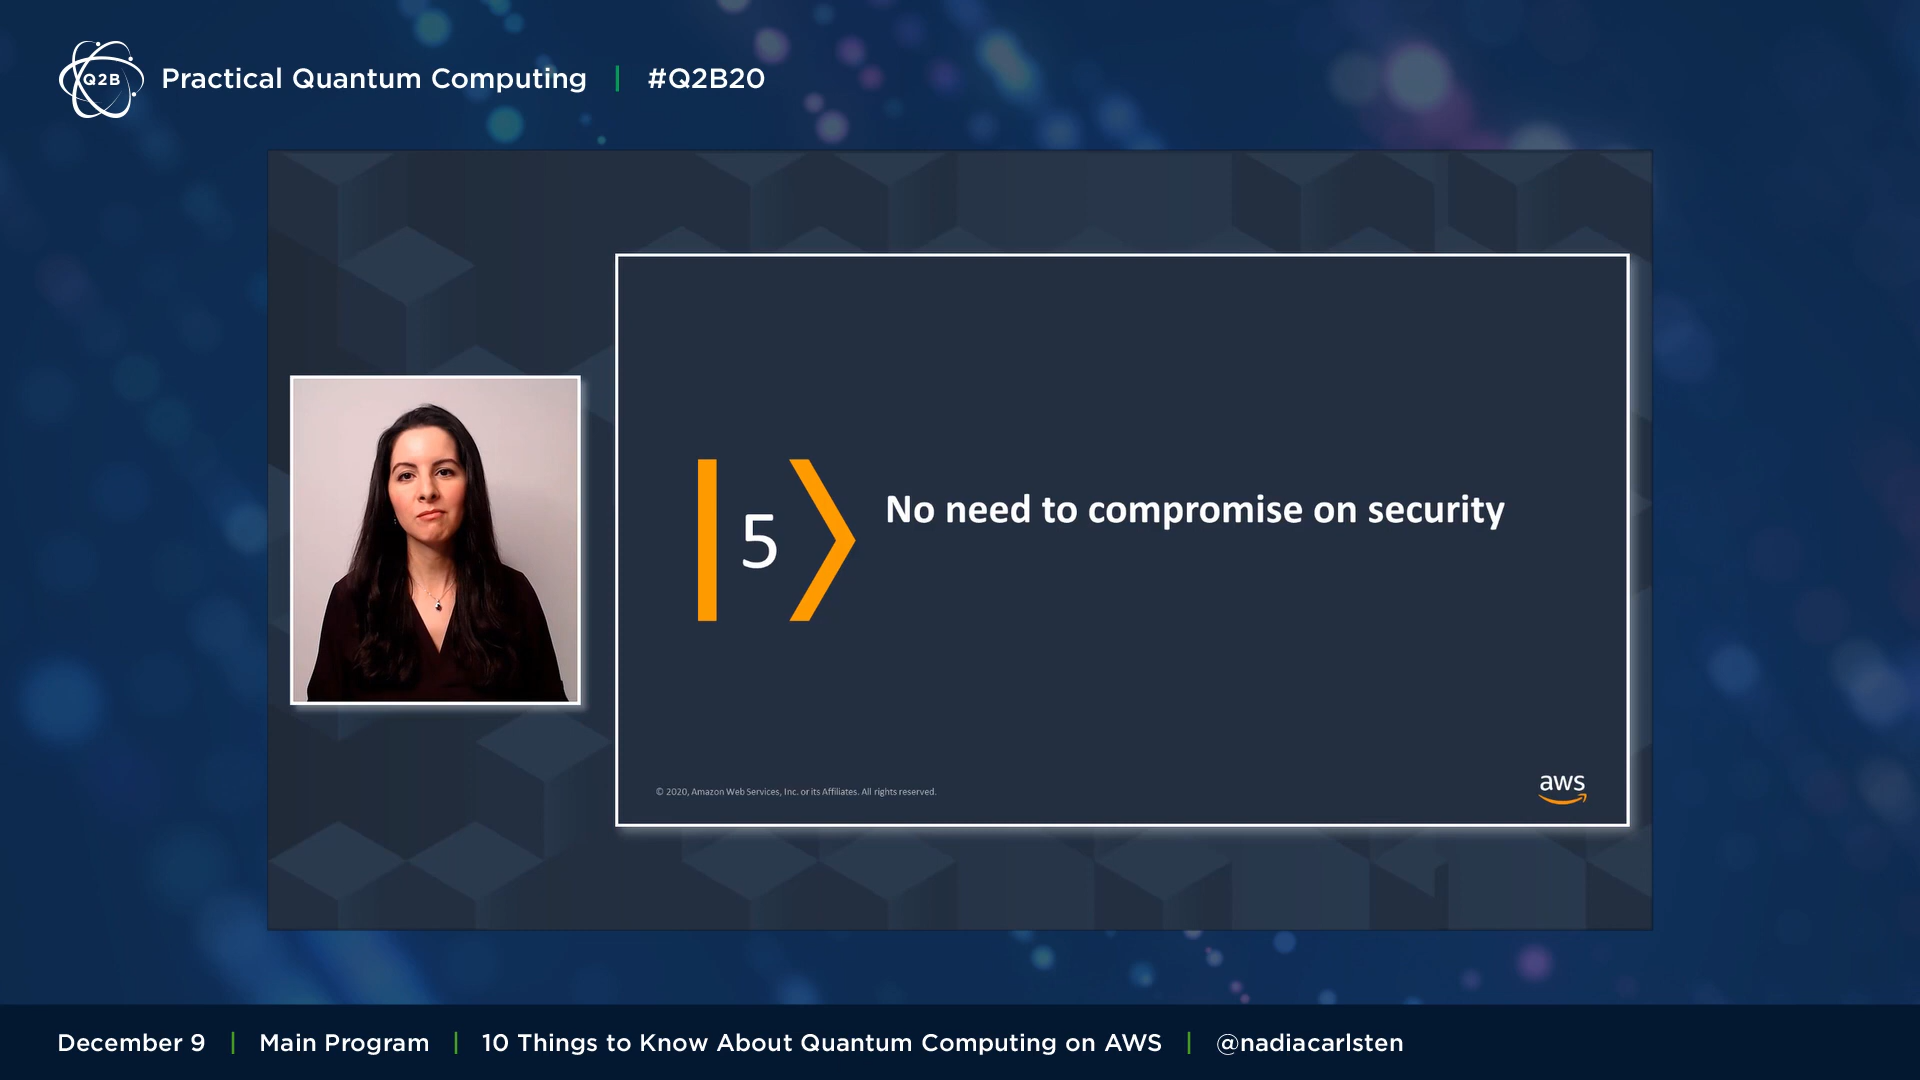 Q2B
Practical Quantum Computing | #Q2B20
5
No need to compromise on security
© 2020, Amazon Web Services, Inc. or its Affiliates. All rights reserved.
aws
December 9 | Main Program | 10 Things to Know About Quantum Computing on AWS | @nadiacarlsten